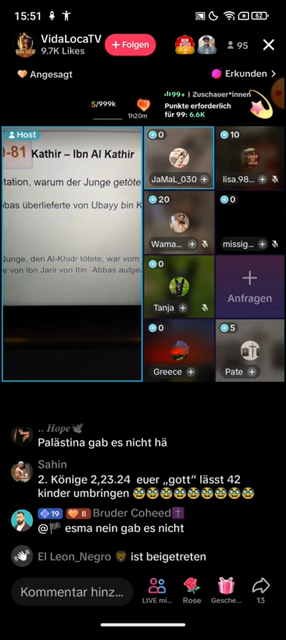 15:51
62
VidaLocaTV
9.7K Likes
+ Folgen
95
Angesagt
Erkunden >
5/999k
1h20m
99+ | Zuschauer*innen
Punkte erforderlich
für 99: 6.6K
Host
0-81 Kathir – Ibn Al Kathir
tation, warum der Junge getöte
bas überlieferte von Ubayy bin K
Junge, den Al-Khidr tötete, war vom
e von Ibn Jarir von Ibn 'Abbas aufge
0
JaMaL_030
10
lisa.98...
20
Wama...
0
missig...
0
Tanja
Anfragen
0
Greece
5
Pate
.. Hope 🕊
Palästina gab es nicht hä
Sahin
2. Könige 2,23.24 euer „gott“ lässt 42
kinder umbringen
19
II
Bruder Coheed
@🏴 esma nein gab es nicht
El Leon_Negro 🦁 ist beigetreten
Kommentar hinz...
LIVE mi...
Rose
Gesche...
13